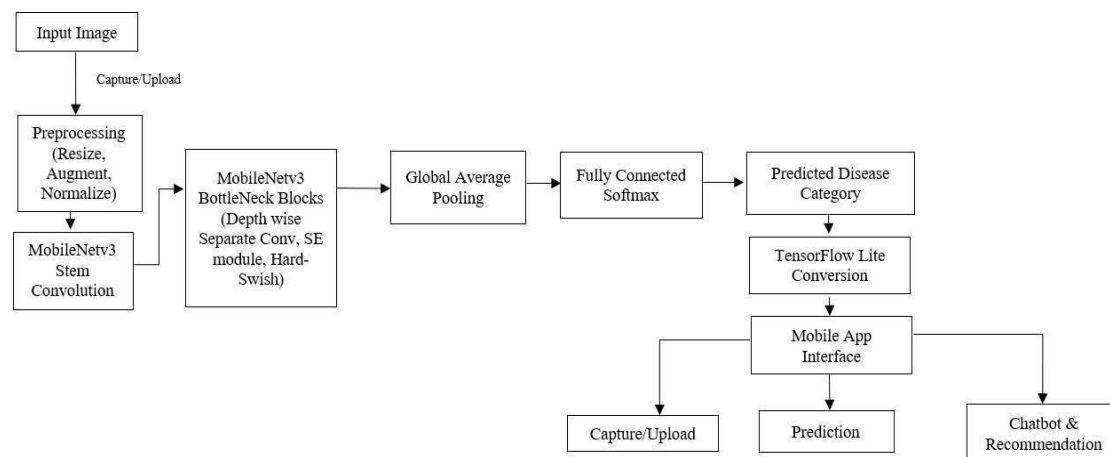 Input Image
Capture/Upload
Preprocessing
(Resize,
Augment,
Normalize)
MobileNetv3
Stem
Convolution
MobileNetv3
BottleNeck Blocks
(Depth wise
Separate Conv, SE
module, Hard-
Swish)
Global Average
Pooling
Fully Connected
Softmax
Predicted Disease
Category
TensorFlow Lite
Conversion
Mobile App
Interface
Capture/Upload
Prediction
Chatbot &
Recommendation